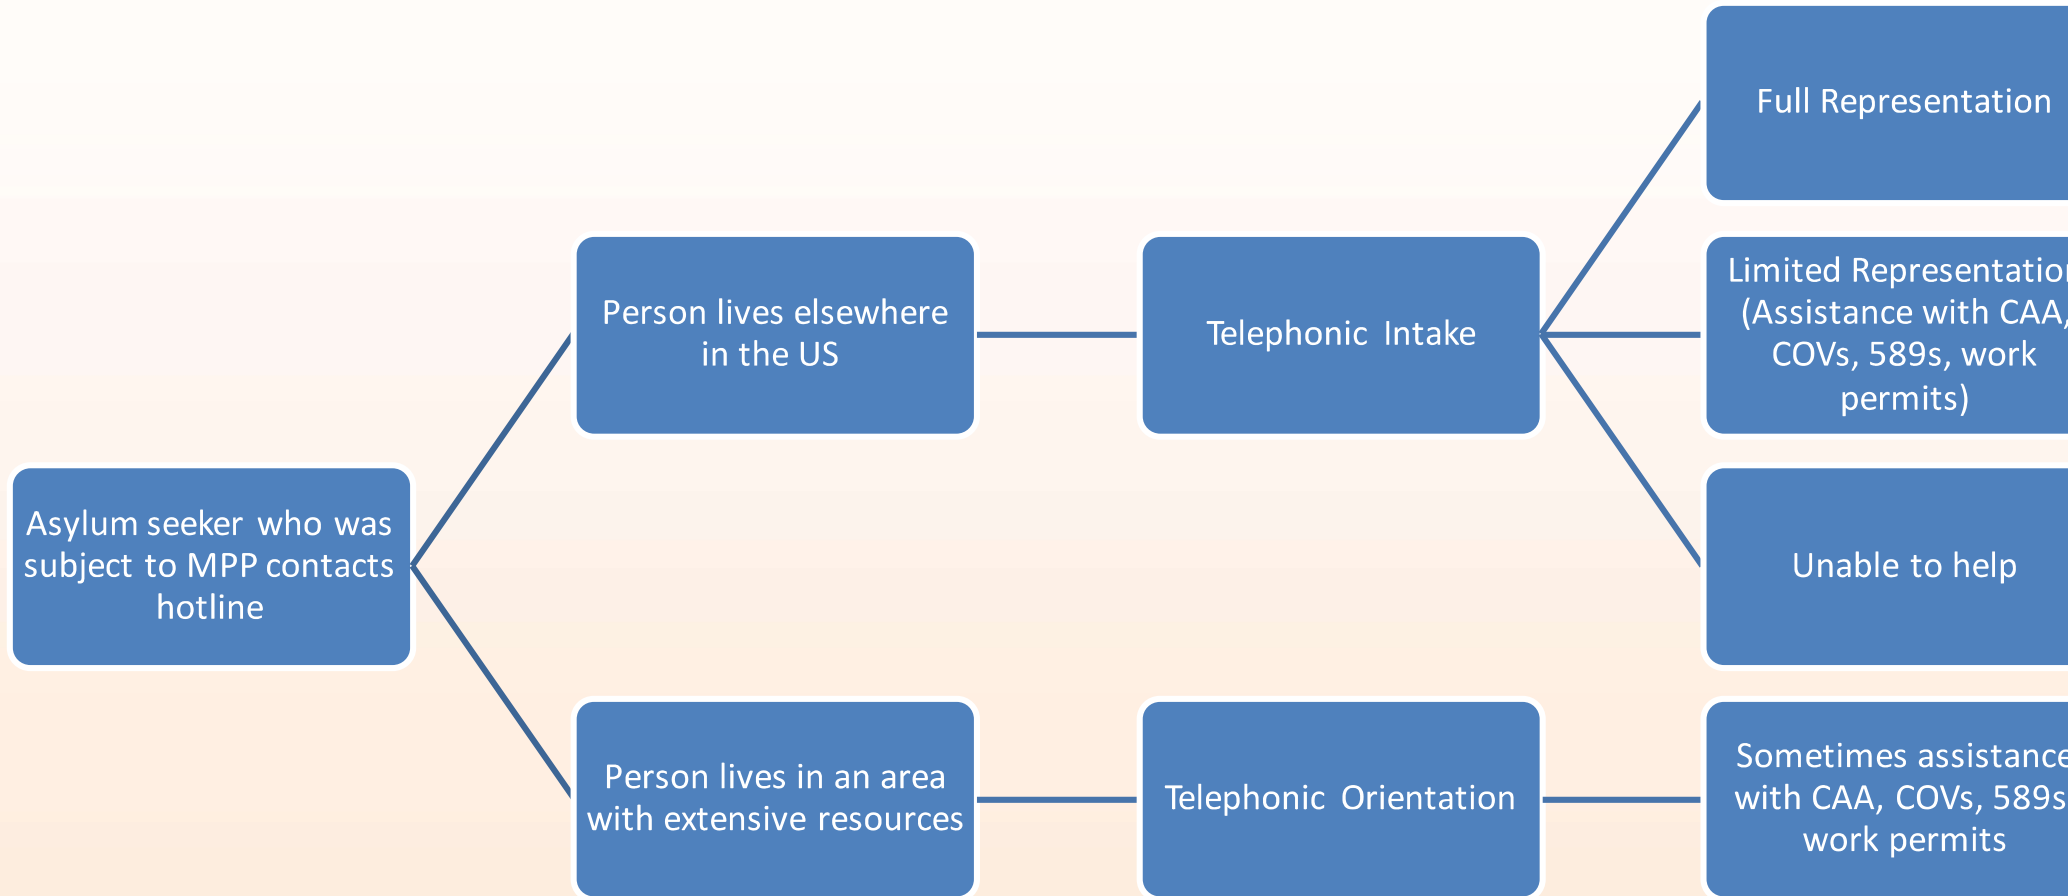 Full Representation
Person lives elsewhere
in the US
Telephonic Intake
Limited Representation
(Assistance with CAA,
COVs, 589s, work
permits)
Asylum seeker who was
subject to MPP contacts
hotline
Unable to help
Person lives in an area
with extensive resources
Telephonic Orientation
Sometimes assistance
with CAA, COVs, 589s
work permits